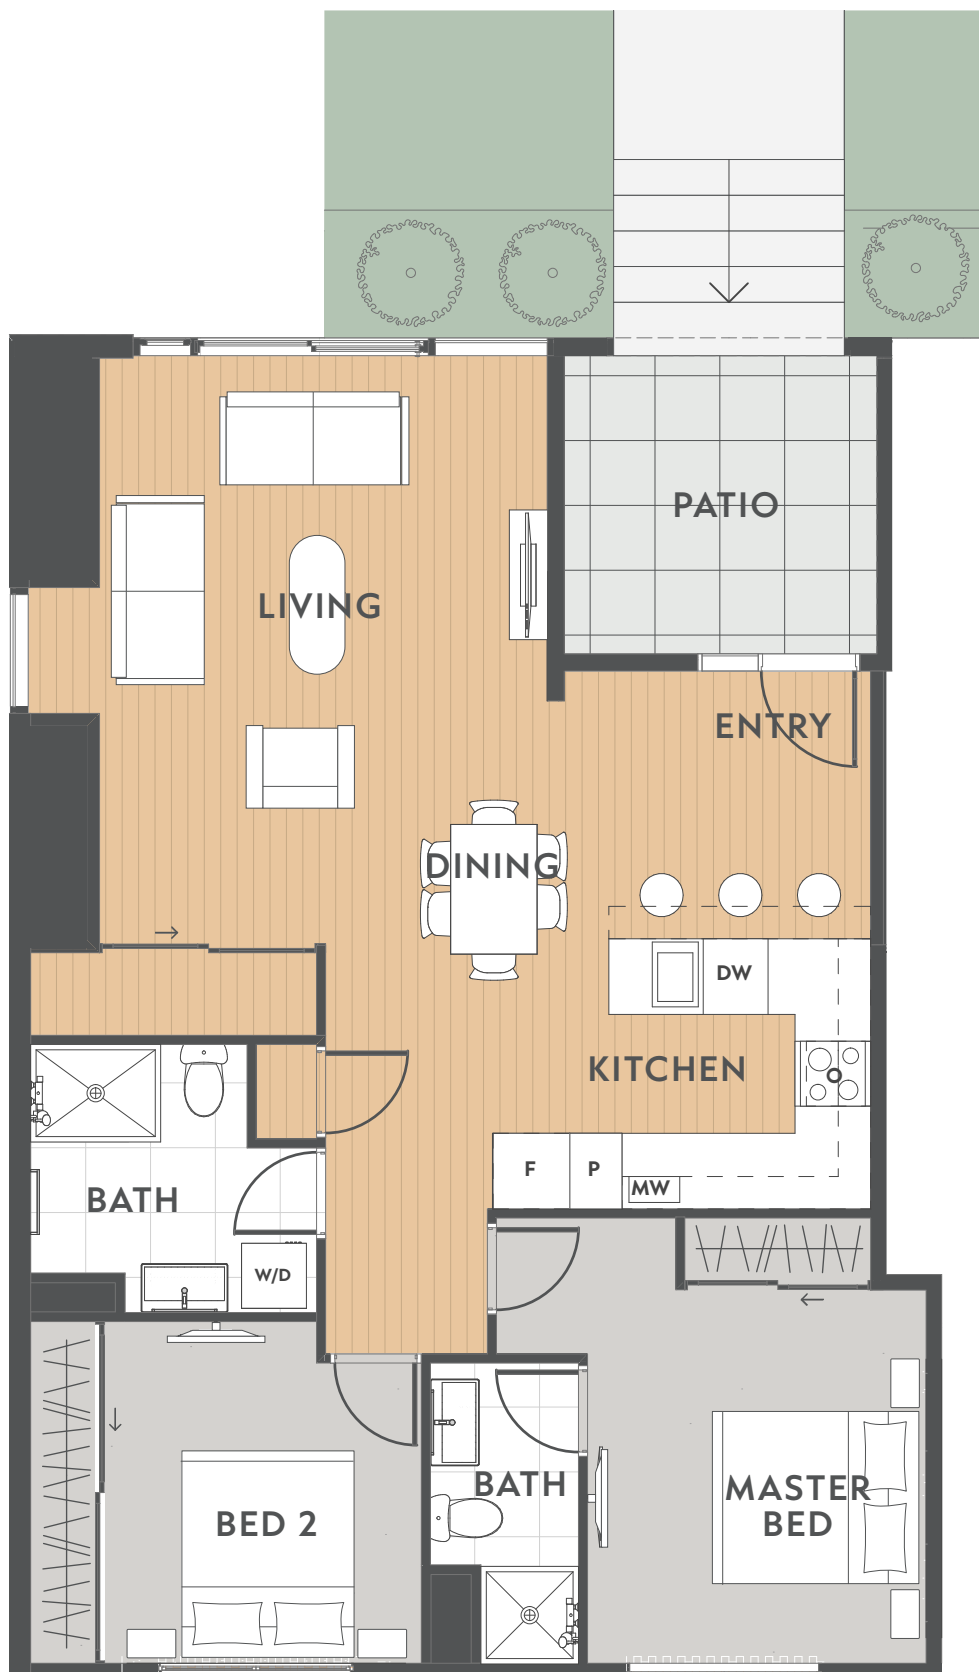 PATIO
LIVING
ENTRY
DINING
DW
KITCHEN
O
F
P
MW
BATH
W/D
BATH
MASTER
BED
BED 2